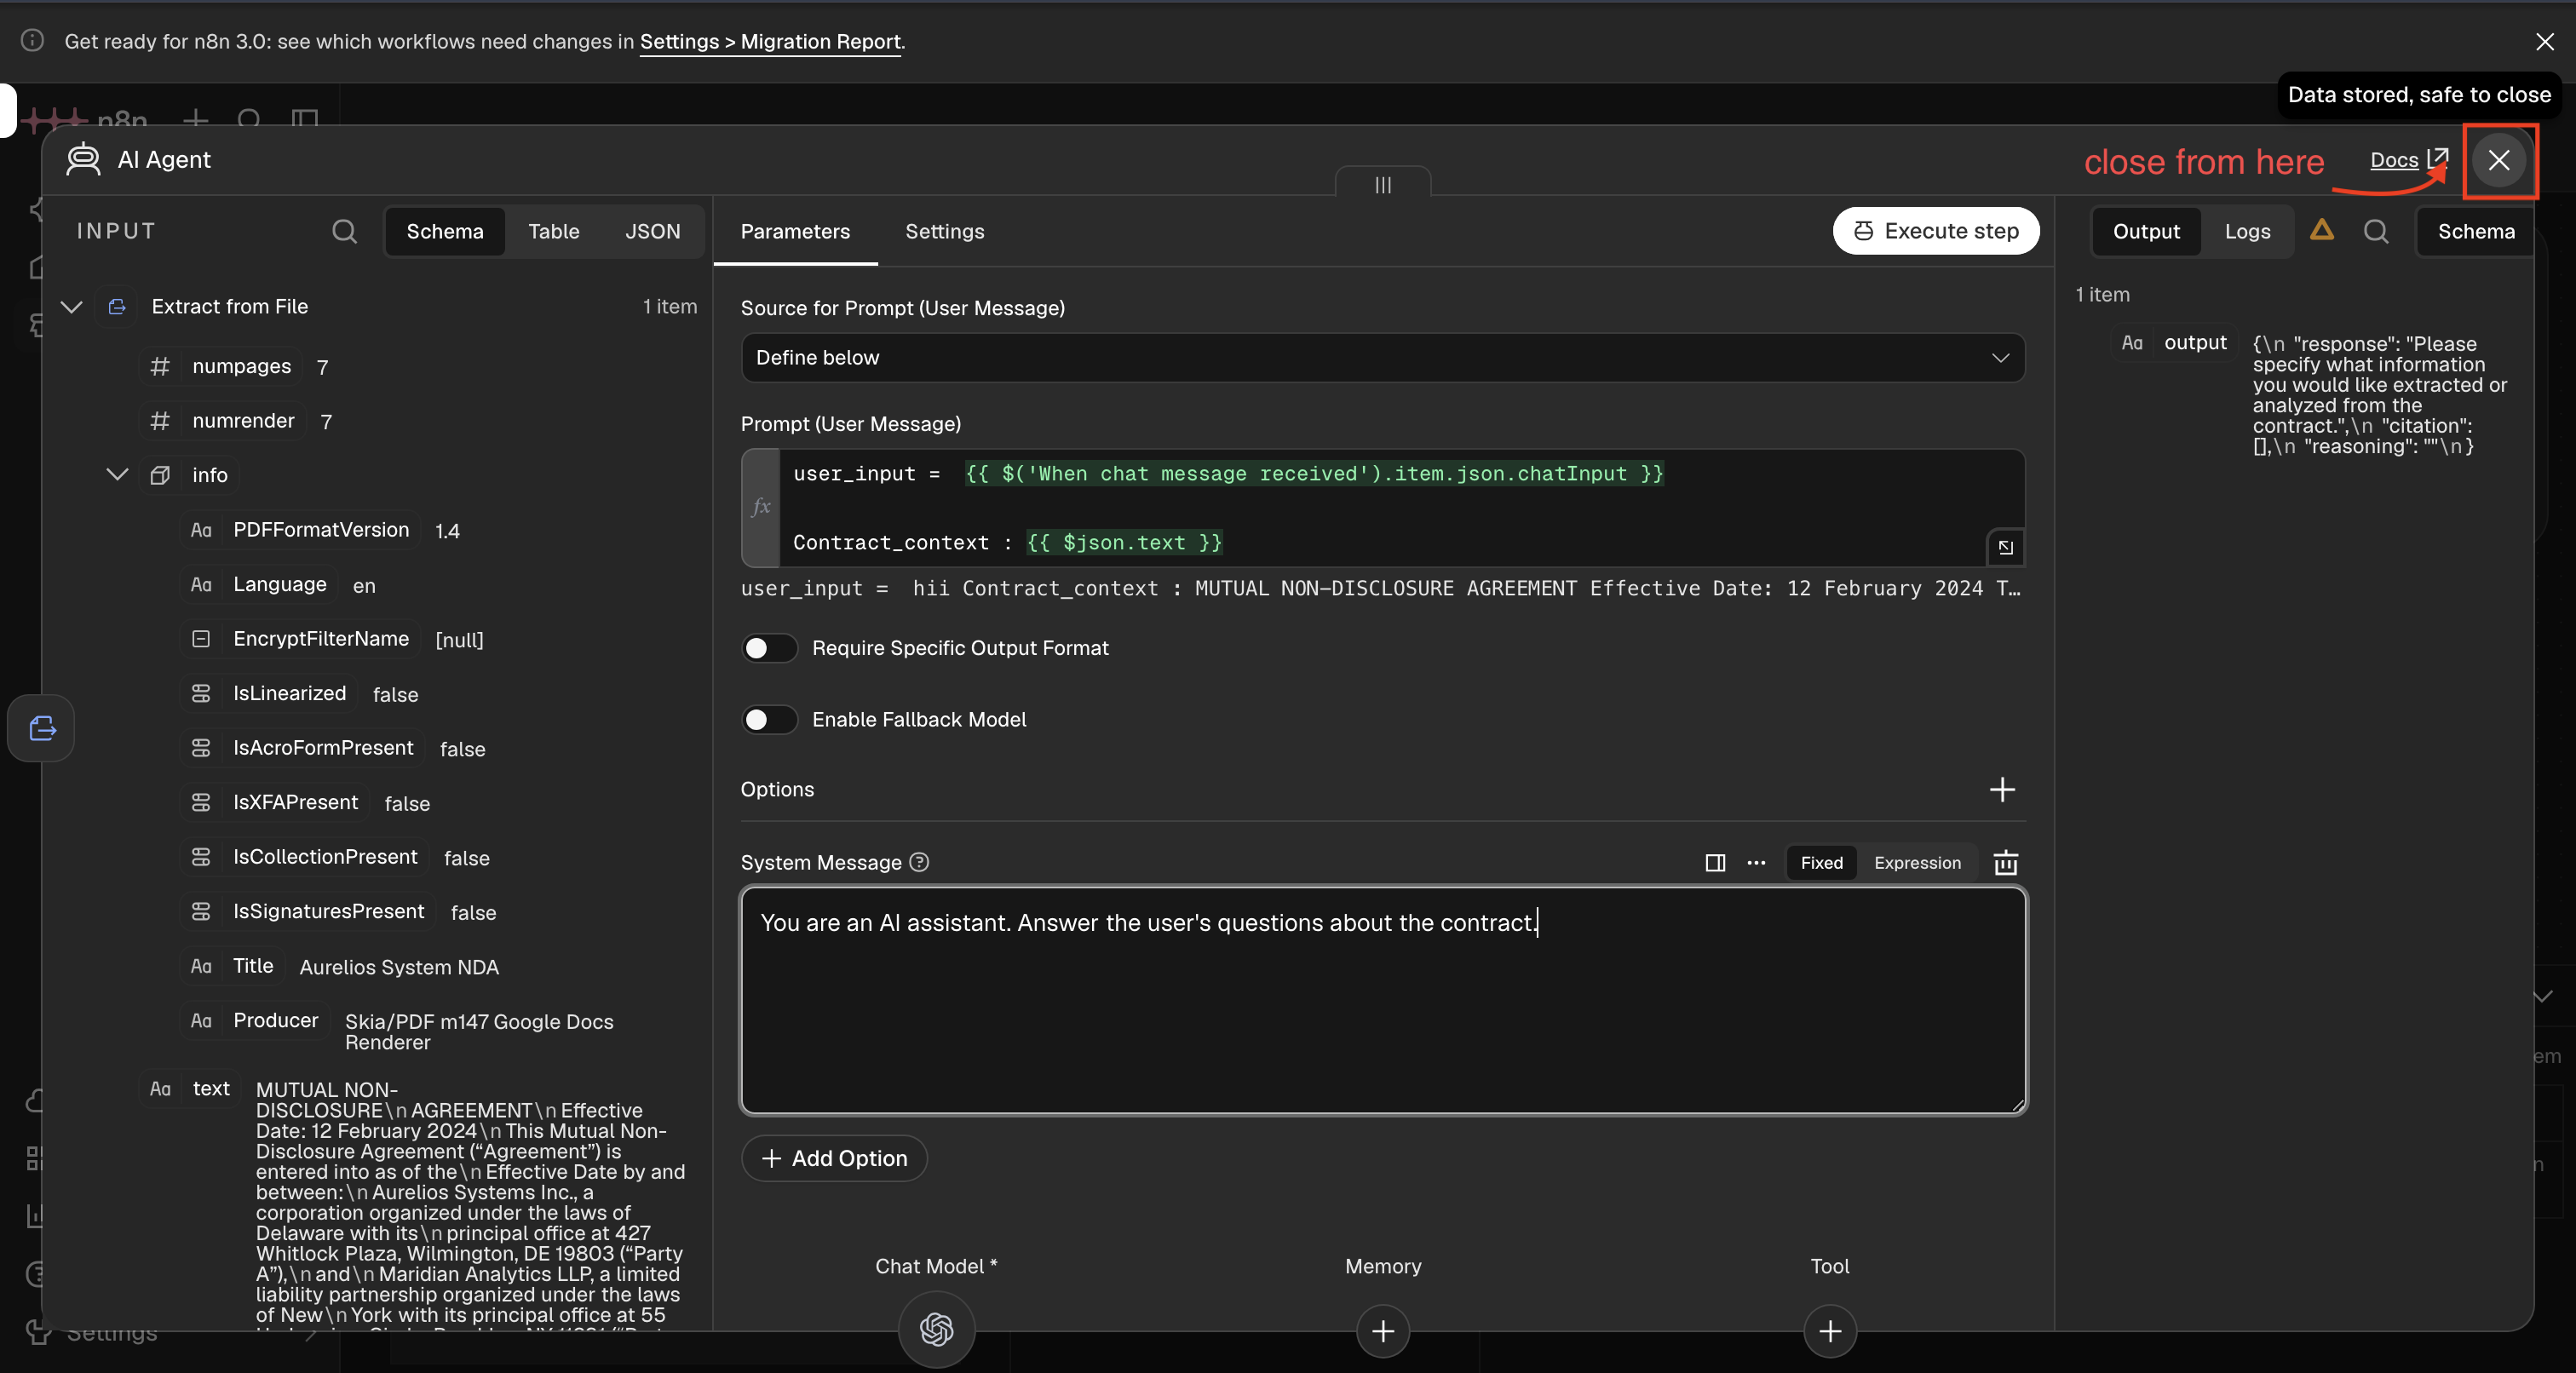 Get ready for n8n 3.0: see which workflows need changes in Settings > Migration Report.
Data stored, safe to close
n8n
AI Agent
close from here
Docs
INPUT
Schema
Table
JSON
Parameters
Settings
Execute step
Output
Logs
Schema
Extract from File
1 item
# numpages 7
# numrender 7
info
Aa PDFFormatVersion 1.4
Aa Language en
EncryptFilterName [null]
IsLinearized false
IsAcroFormPresent false
IsXFAPresent false
IsCollectionPresent false
IsSignaturesPresent false
Aa Title Aurelios System NDA
Aa Producer Skia/PDF m147 Google Docs
Renderer
Aa text MUTUAL NON-
DISCLOSURE\n AGREEMENT\n Effective
Date: 12 February 2024\n This Mutual Non-
Disclosure Agreement (“Agreement”) is
entered into as of the\n Effective Date by and
between:\n Aurelios Systems Inc., a
corporation organized under the laws of
Delaware with its\n principal office at 427
Whitlock Plaza, Wilmington, DE 19803 (“Party
A”),\n and\n Maridian Analytics LLP, a limited
liability partnership organized under the laws
of New\n York with its principal office at 55
Settings
Source for Prompt (User Message)
Define below
Prompt (User Message)
fx
user_input = {{ $('When chat message received').item.json.chatInput }}
Contract_context : {{ $json.text }}
user_input = hii Contract_context : MUTUAL NON-DISCLOSURE AGREEMENT Effective Date: 12 February 2024 T…
Require Specific Output Format
Enable Fallback Model
Options
System Message
Fixed
Expression
You are an AI assistant. Answer the user's questions about the contract.
Add Option
Chat Model *
Memory
Tool
1 item
Aa output {\n "response": "Please
specify what information
you would like extracted or
analyzed from the
contract.",\n "citation":
[],\n "reasoning": ""\n }